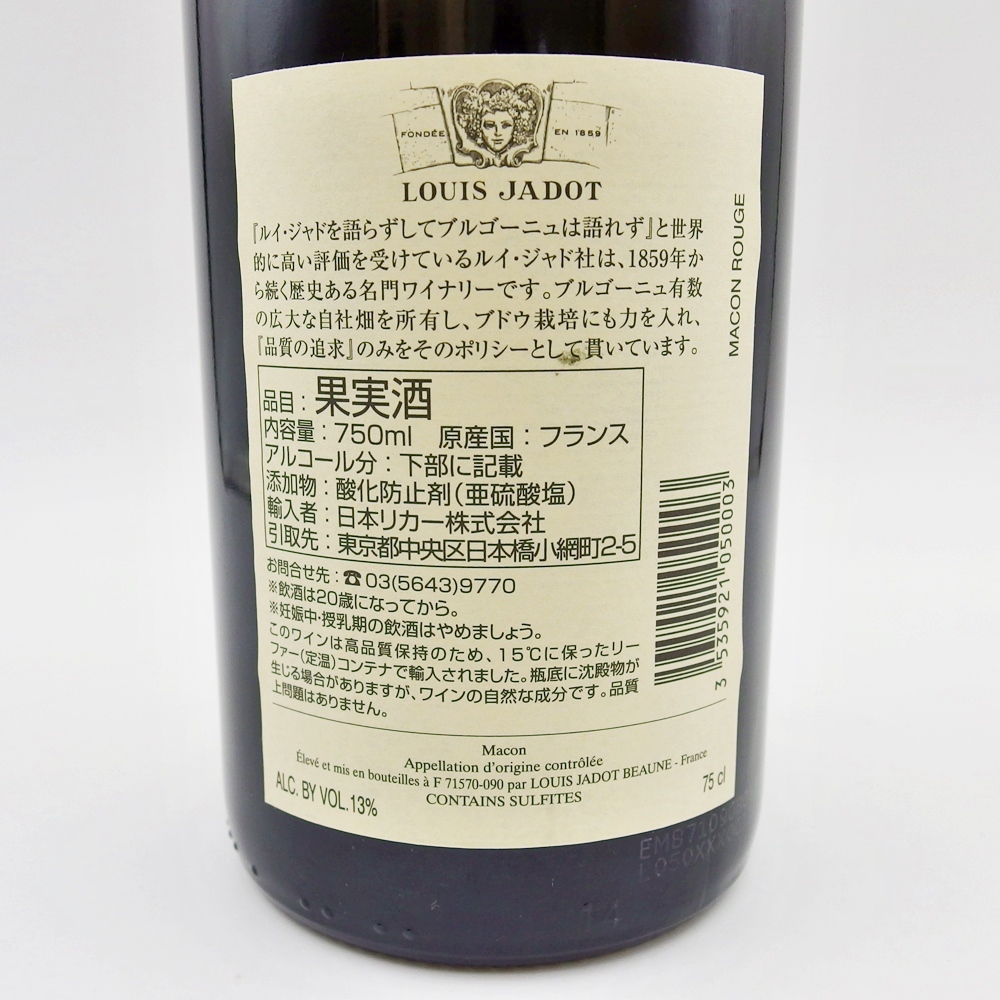 FONDÉE EN 1859
LOUIS JADOT
『ルイ・ジャドを語らずしてブルゴーニュは語れず』と世界
的に高い評価を受けているルイ・ジャド社は、1859年か
ら続く歴史ある名門ワイナリーです。ブルゴーニュ有数
の広大な自社畑を所有し、ブドウ栽培にも力を入れ、
『品質の追求』のみをそのポリシーとして貫いています。
MACON ROUGE
品目：果実酒
内容量：750ml 原産国：フランス
アルコール分：下部に記載
添加物：酸化防止剤（亜硫酸塩）
輸入者：日本リカー株式会社
引取先：東京都中央区日本橋小網町2-5
お問合せ先：☎03(5643)9770
※飲酒は20歳になってから。
※妊娠中・授乳期の飲酒はやめましょう。
このワインは高品質保持のため、15℃に保ったリー
ファー(定温)コンテナで輸入されました。瓶底に沈殿物が
生じる場合がありますが、ワインの自然な成分です。品質
上問題はありません。
3 535921 050003
Macon
Appellation d'origine contrôlée
Élevé et mis en bouteilles à F 71570-090 par LOUIS JADOT BEAUNE - France
CONTAINS SULFITES
ALC. BY VOL.13%
75 cl
14